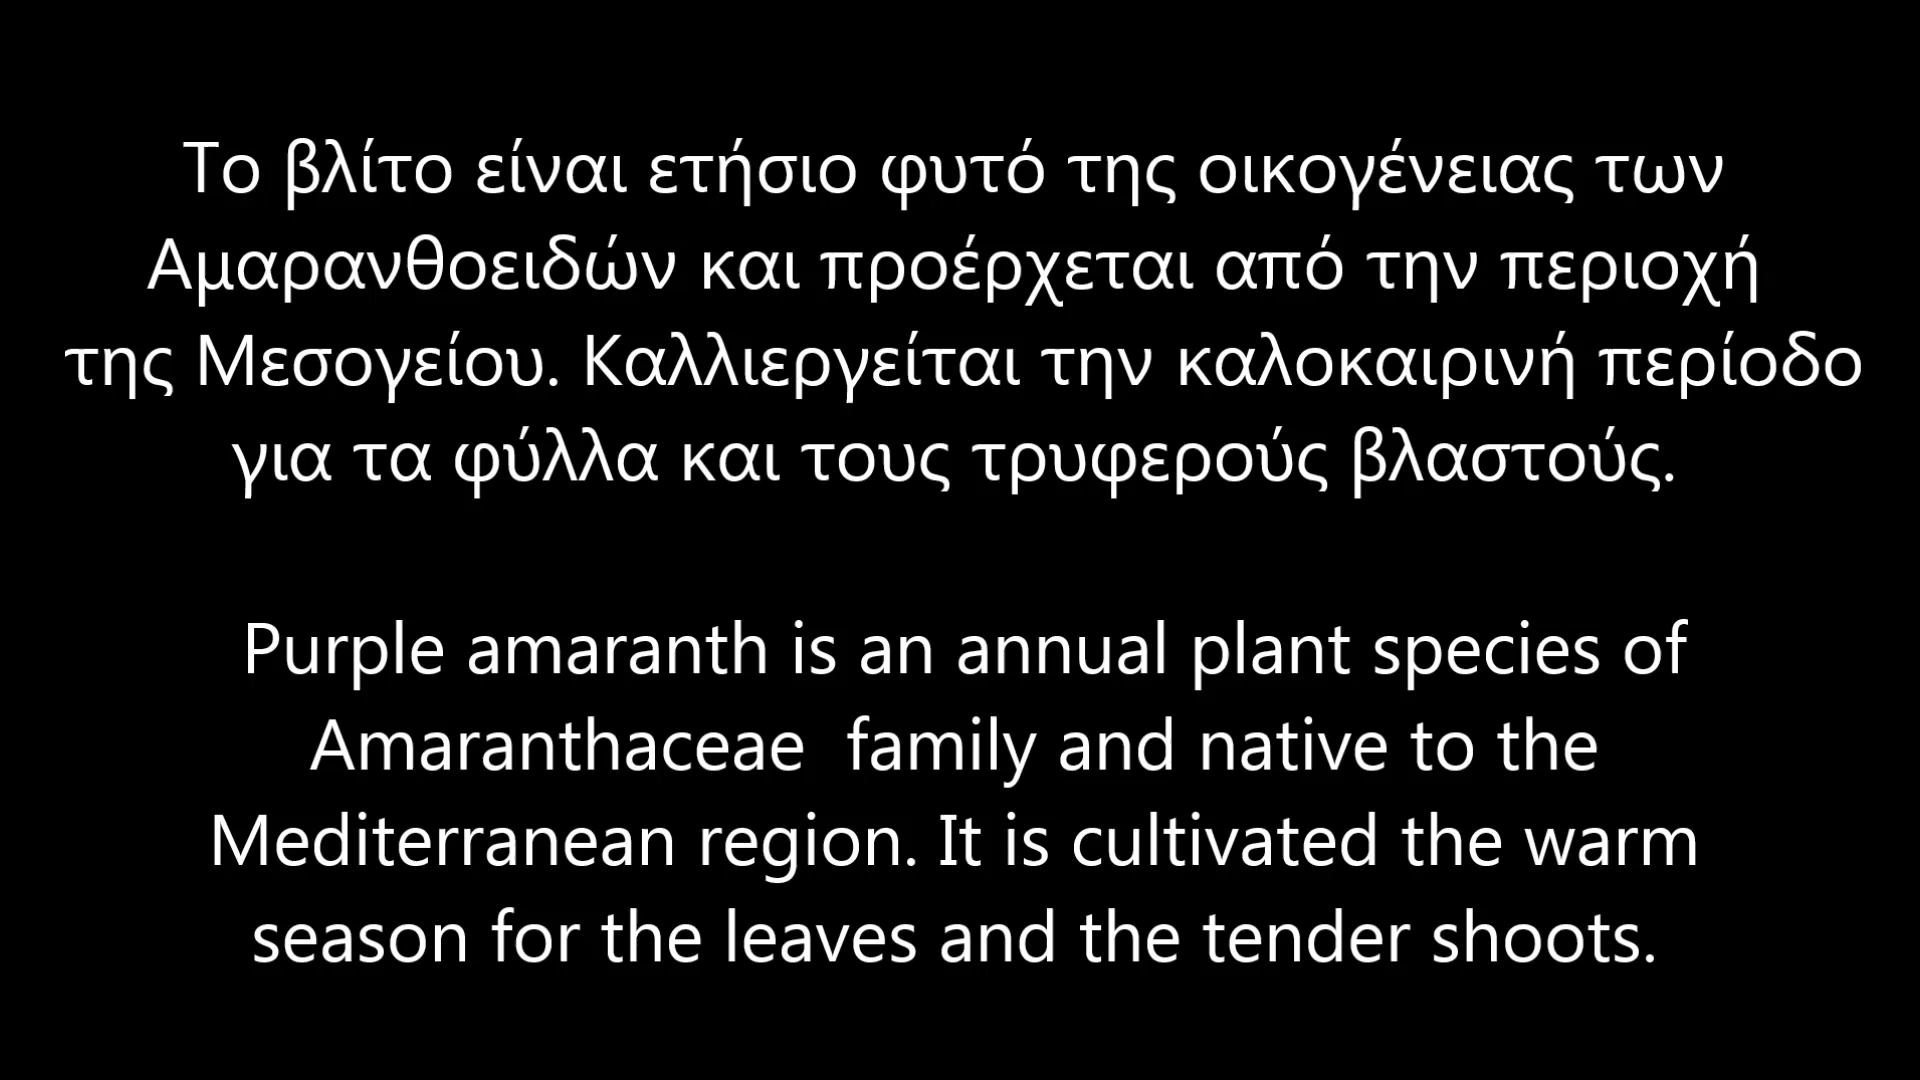 Το βλίτο είναι ετήσιο φυτό της οικογένειας των
Αμαρανθοειδών και προέρχεται από την περιοχή
της Μεσογείου. Καλλιεργείται την καλοκαιρινή περίοδο
για τα φύλλα και τους τρυφερούς βλαστούς.
Purple amaranth is an annual plant species of
Amaranthaceae  family and native to the
Mediterranean region. It is cultivated the warm
season for the leaves and the tender shoots.